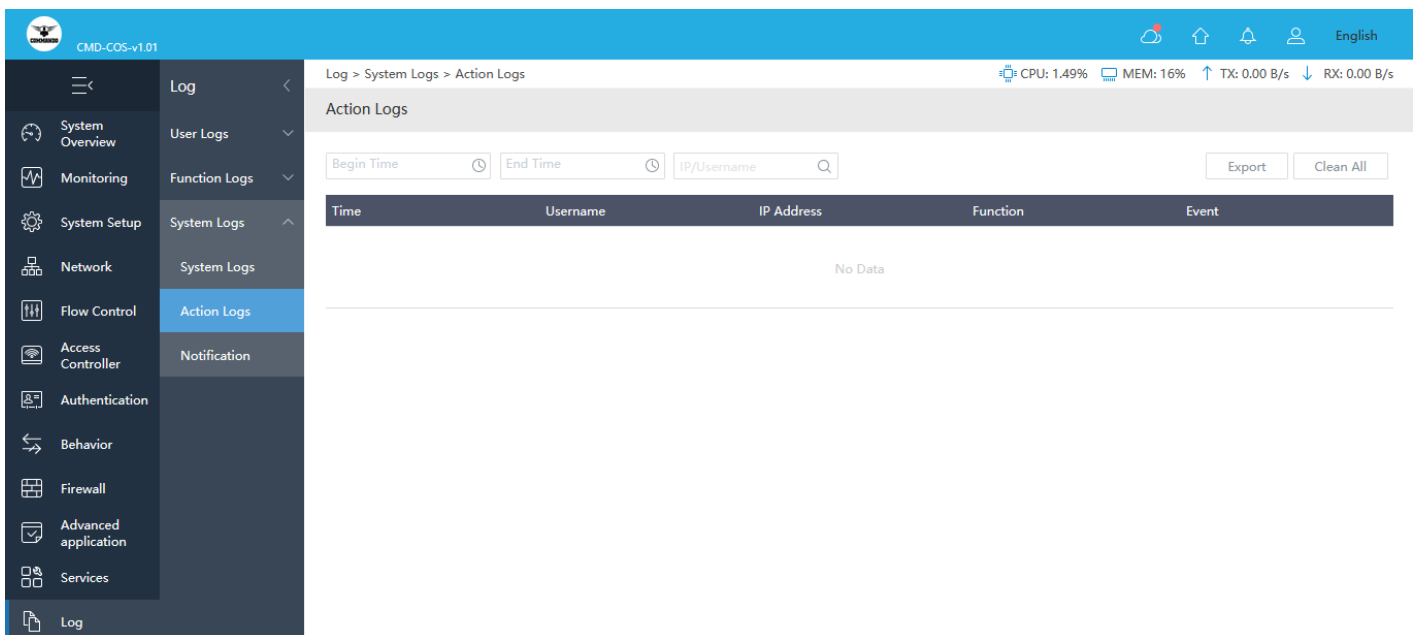 COMMANDO
CMD-COS-v1.01
English
Log
Log > System Logs > Action Logs
CPU: 1.49%
MEM: 16%
TX: 0.00 B/s
RX: 0.00 B/s
Action Logs
System
Overview
Monitoring
System Setup
Network
Flow Control
Access
Controller
Authentication
Behavior
Firewall
Advanced
application
Services
Log
User Logs
Function Logs
System Logs
System Logs
Action Logs
Notification
Begin Time
End Time
IP/Username
Export
Clean All
Time
Username
IP Address
Function
Event
No Data